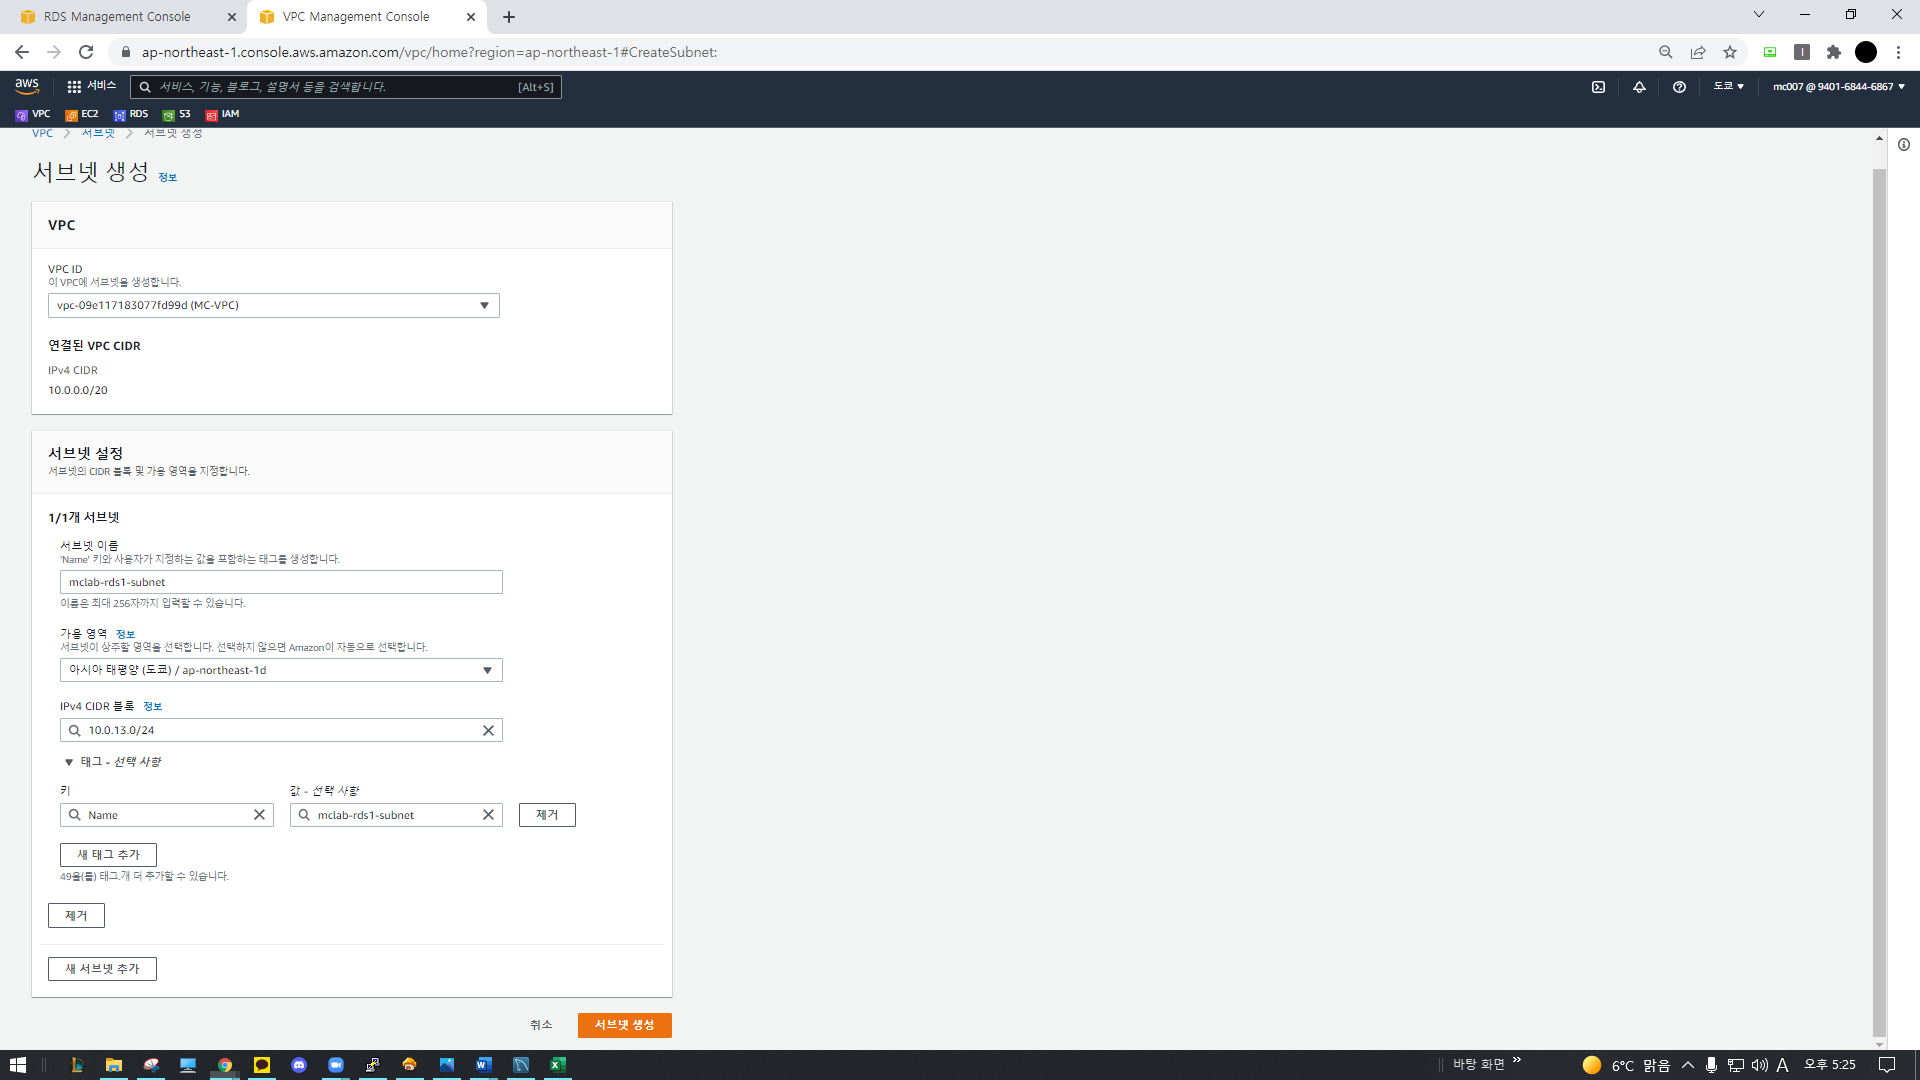 RDS Management Console
VPC Management Console
ap-northeast-1.console.aws.amazon.com/vpc/home?region=ap-northeast-1#CreateSubnet:
aws
서비스
서비스, 기능, 블로그, 설명서 등을 검색합니다.
[Alt+S]
도쿄
mc007 @ 9401-6844-6867
VPC
EC2
RDS
S3
IAM
VPC
서브넷
서브넷 생성
서브넷 생성 정보
VPC
VPC ID
이 VPC에 서브넷을 생성합니다.
vpc-09e117183077fd99d (MC-VPC)
연결된 VPC CIDR
IPv4 CIDR
10.0.0.0/20
서브넷 설정
서브넷의 CIDR 블록 및 가용 영역을 지정합니다.
1/1개 서브넷
서브넷 이름
'Name' 키와 사용자가 지정하는 값을 포함하는 태그를 생성합니다.
mclab-rds1-subnet
이름은 최대 256자까지 입력할 수 있습니다.
가용 영역 정보
서브넷이 상주할 영역을 선택합니다. 선택하지 않으면 Amazon이 자동으로 선택합니다.
아시아 태평양 (도쿄) / ap-northeast-1d
IPv4 CIDR 블록 정보
10.0.13.0/24
태그 - 선택 사항
키
값 - 선택 사항
Name
mclab-rds1-subnet
제거
새 태그 추가
49을(를) 태그.개 더 추가할 수 있습니다.
제거
새 서브넷 추가
취소
서브넷 생성
바탕 화면
6°C 맑음
A
오후 5:25